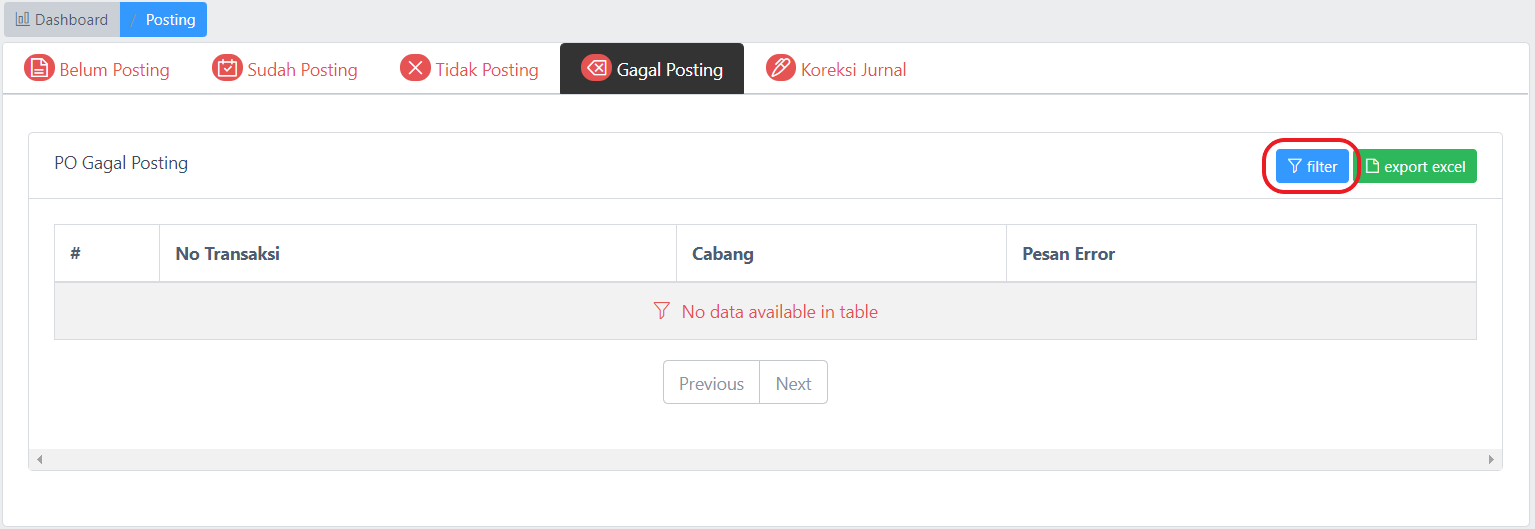 Dashboard / Posting
Belum Posting Sudah Posting Tidak Posting Gagal Posting Koreksi Jurnal
PO Gagal Posting filter export excel
# No Transaksi Cabang Pesan Error
No data available in table
Previous Next